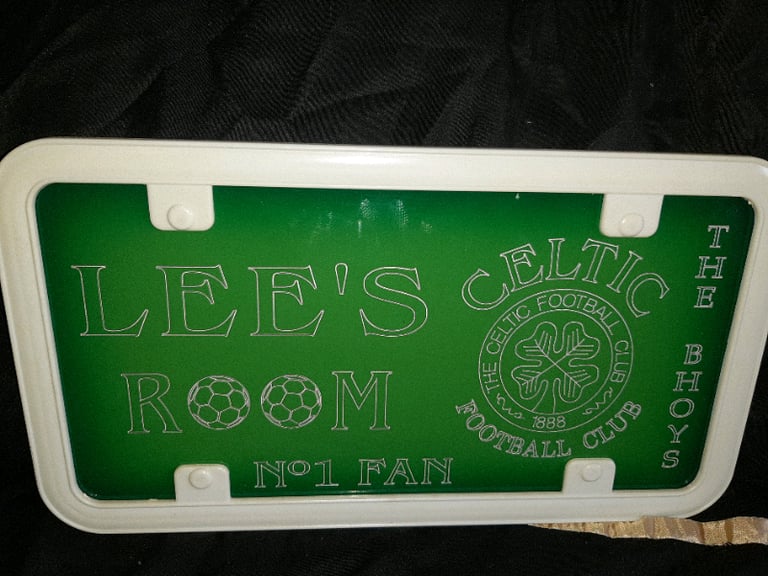 LEE'S
ROOM
Nº1 FAN
CELTIC
THE CELTIC FOOTBALL CLUB
1888
FOOTBALL CLUB
THE BHOYS